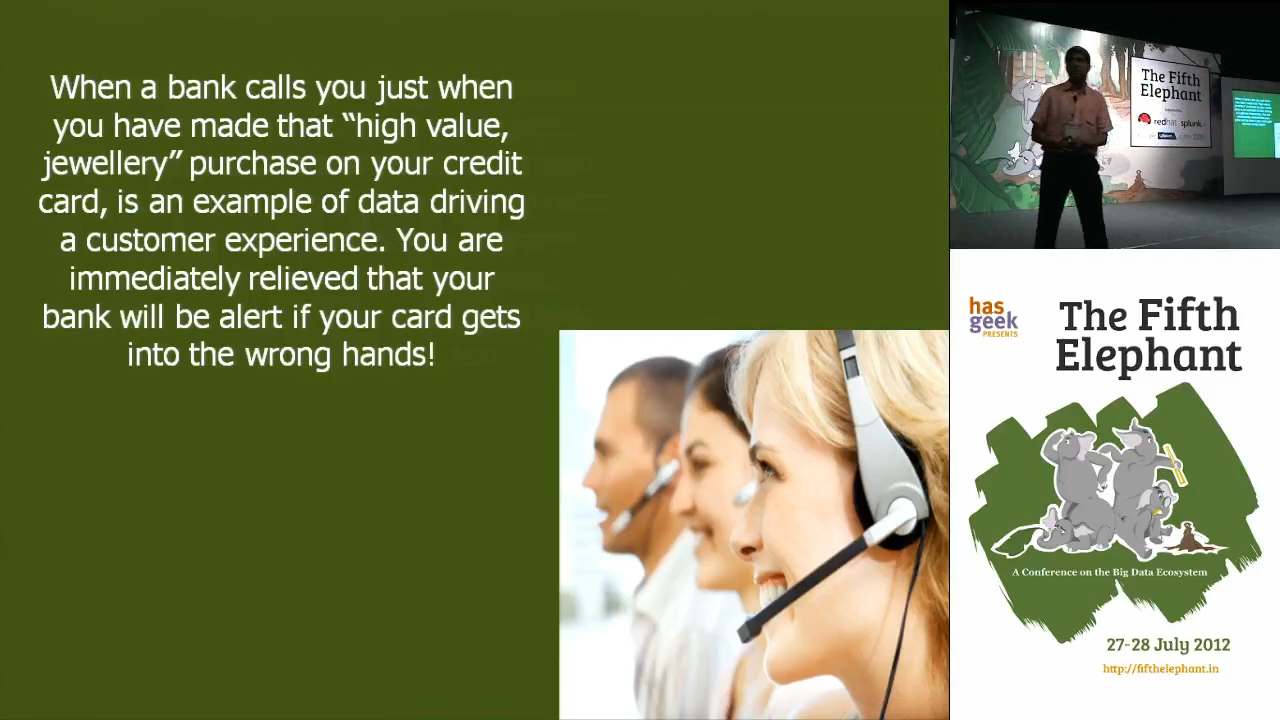 When a bank calls you just when
you have made that “high value,
jewellery” purchase on your credit
card, is an example of data driving
a customer experience. You are
immediately relieved that your
bank will be alert if your card gets
into the wrong hands!
The Fifth
Elephant
redhat splunk
has
geek
PRESENTS
The Fifth
Elephant
A Conference on the Big Data Ecosystem
27-28 July 2012
http://fifthelephant.in